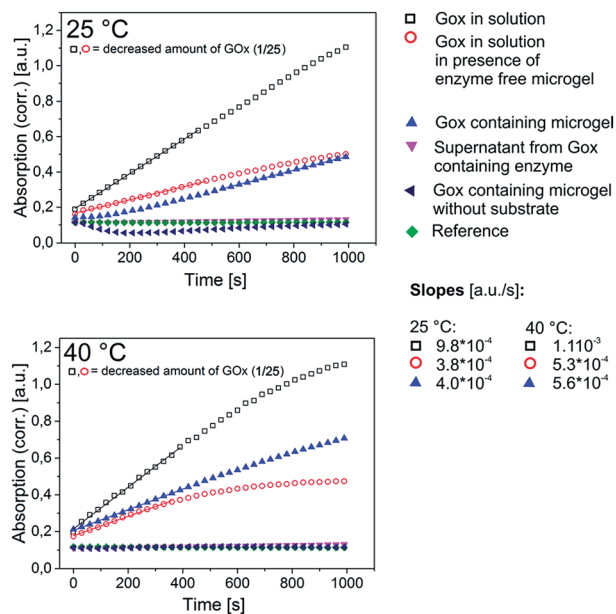 25 °C
□,○= decreased amount of GOx (1/25)
1,2
1,0
0,8
0,6
0,4
0,2
0,0
Absorption (corr.) [a.u.]
0 200 400 600 800 1000
Time [s]
Gox in solution
Gox in solution
in presence of
enzyme free microgel
Gox containing microgel
Supernatant from Gox
containing enzyme
Gox containing microgel
without substrate
Reference
Slopes [a.u./s]:
25 °C: 40 °C:
9.8*10⁻⁴ 1.110⁻³
3.8*10⁻⁴ 5.3*10⁻⁴
4.0*10⁻⁴ 5.6*10⁻⁴
40 °C
□,○= decreased amount of GOx (1/25)
1,2
1,0
0,8
0,6
0,4
0,2
0,0
Absorption (corr.) [a.u.]
0 200 400 600 800 1000
Time [s]